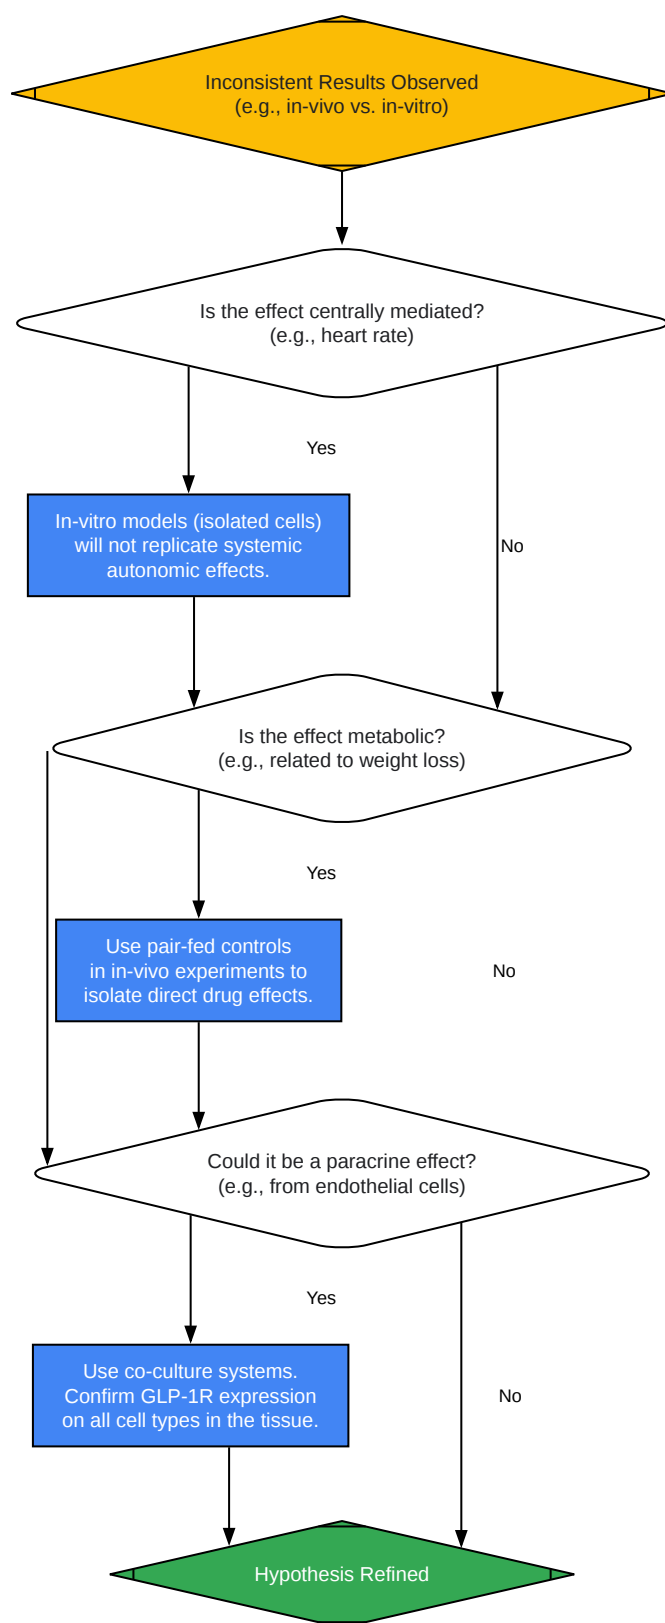 Inconsistent Results Observed
(e.g., in-vivo vs. in-vitro)
Is the effect centrally mediated?
(e.g., heart rate)
Yes
In-vitro models (isolated cells)
will not replicate systemic
autonomic effects.
No
Is the effect metabolic?
(e.g., related to weight loss)
Yes
Use pair-fed controls
in in-vivo experiments to
isolate direct drug effects.
No
Could it be a paracrine effect?
(e.g., from endothelial cells)
Yes
Use co-culture systems.
Confirm GLP-1R expression
on all cell types in the tissue.
No
Hypothesis Refined